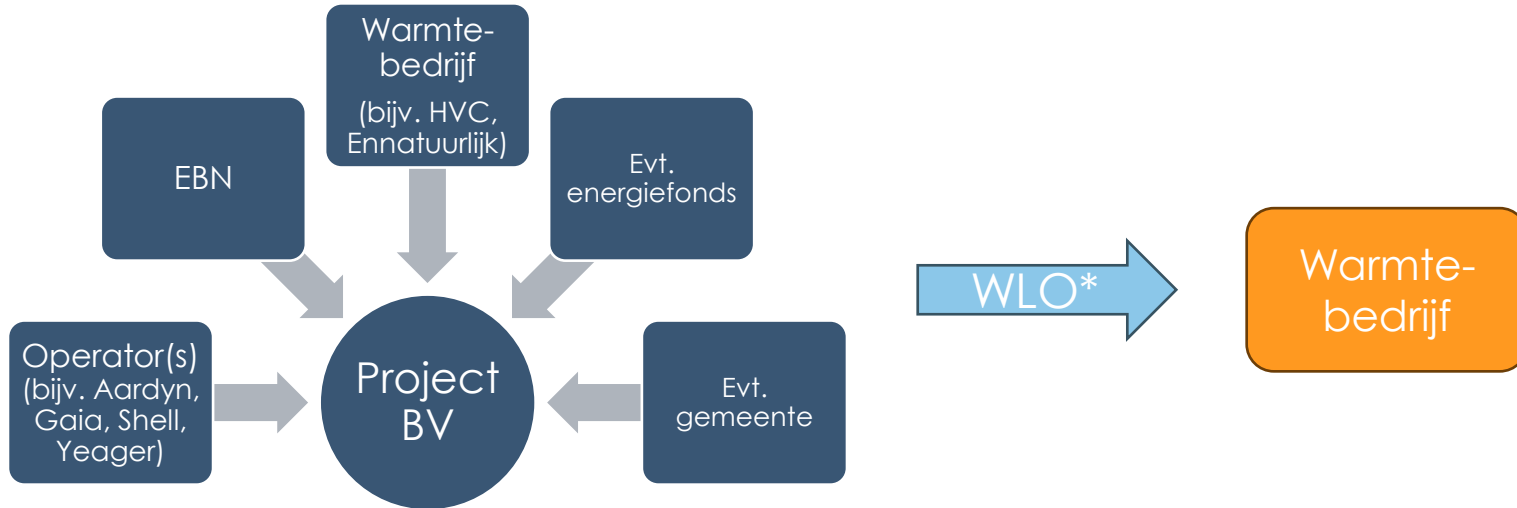 Warmte-
bedrijf
(bijv. HVC,
Ennatuurlijk)
EBN
Evt.
energiefonds
Operator(s)
(bijv. Aardyn,
Gaia, Shell,
Yeager)
Project
BV
Evt.
gemeente
WLO*
Warmte-
bedrijf